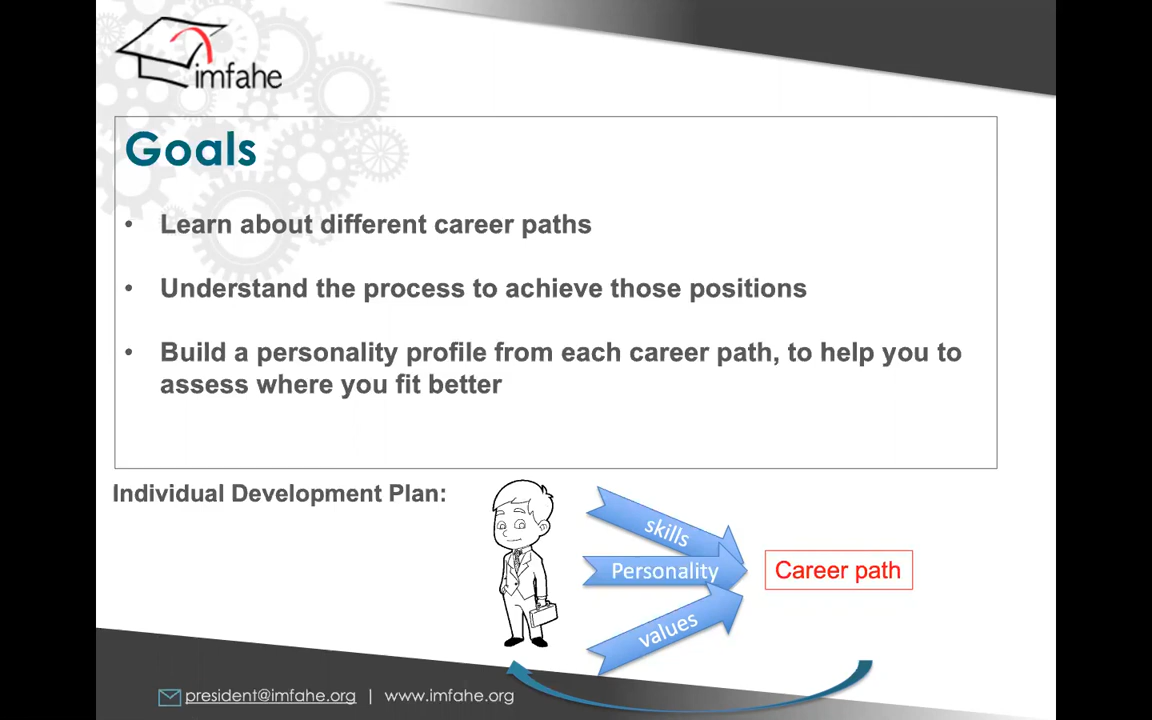 imfahe
Goals
• Learn about different career paths
• Understand the process to achieve those positions
• Build a personality profile from each career path, to help you to
assess where you fit better
Individual Development Plan:
skills
Personality
values
Career path
president@imfahe.org | www.imfahe.org